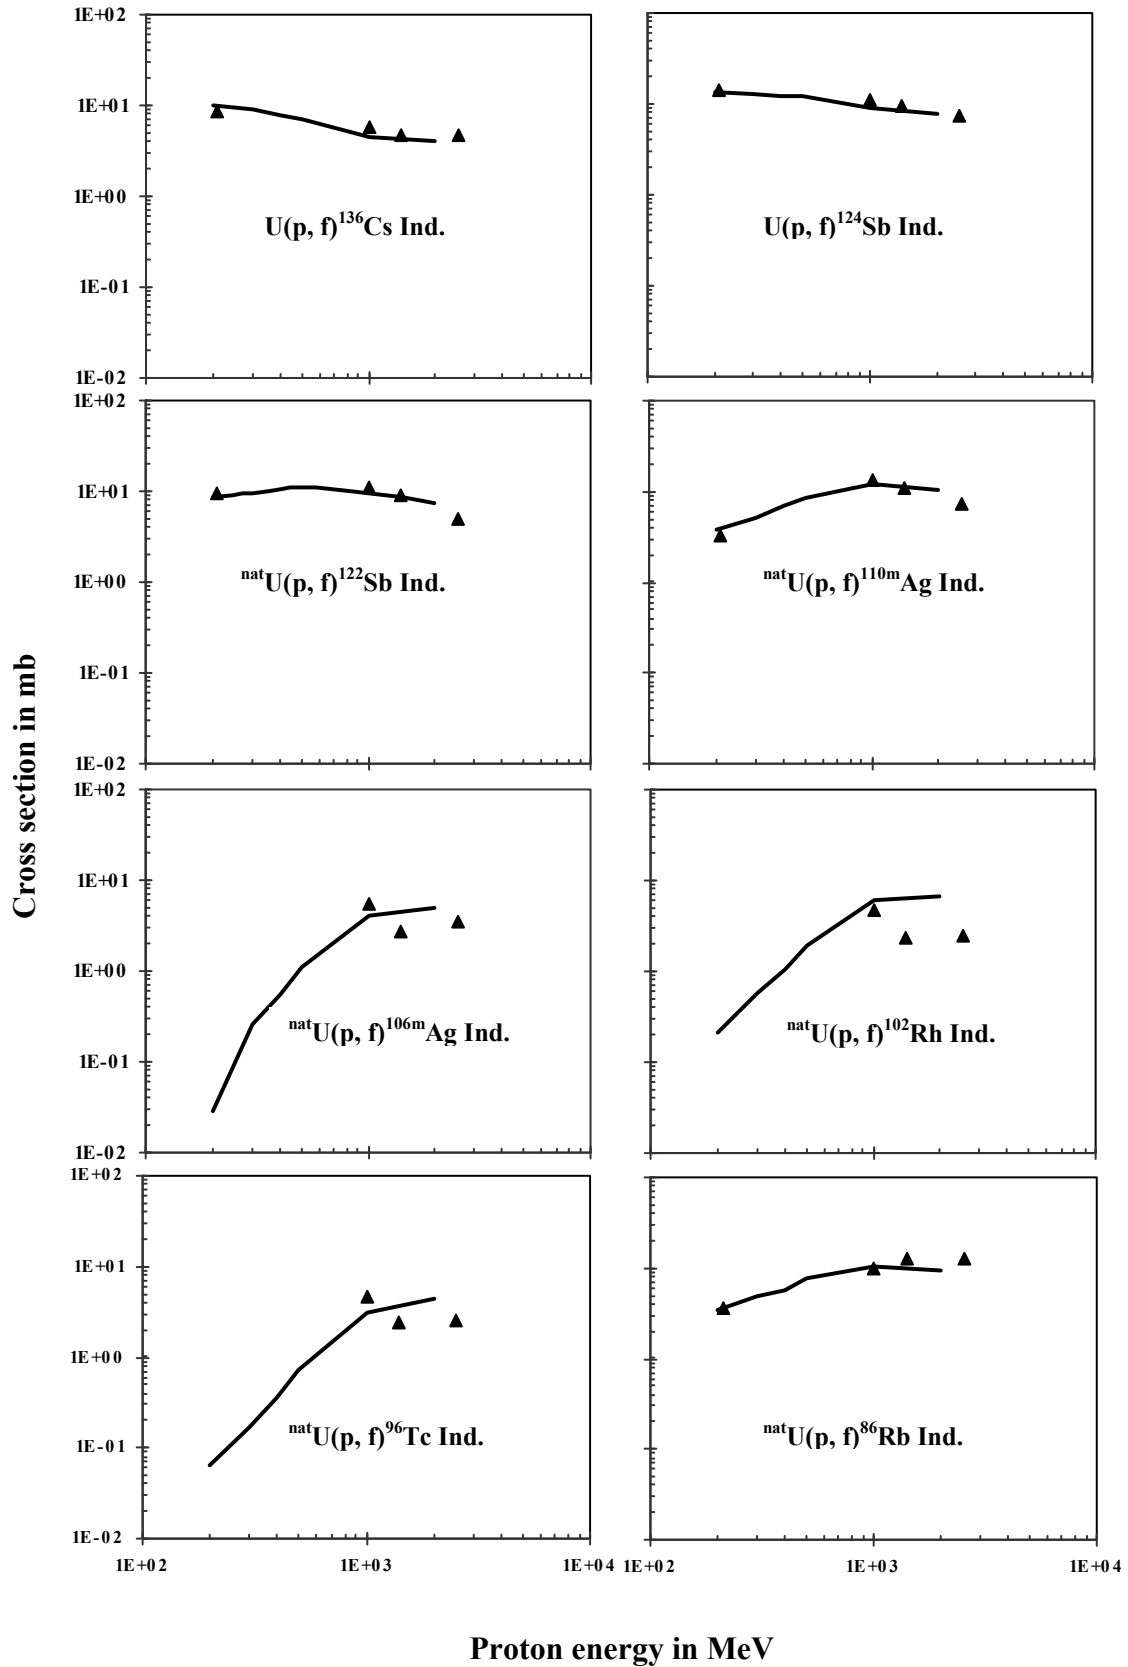 1E+02
1E+01
1E+00
1E-01
1E-02
U(p, f)¹³⁶Cs Ind.
U(p, f)¹²⁴Sb Ind.
1E+02
1E+01
1E+00
1E-01
1E-02
ⁿᵃᵗU(p, f)¹²²Sb Ind.
ⁿᵃᵗU(p, f)¹¹⁰ᵐAg Ind.
Cross section in mb
1E+02
1E+01
1E+00
1E-01
1E-02
ⁿᵃᵗU(p, f)¹⁰⁶ᵐAg Ind.
ⁿᵃᵗU(p, f)¹⁰²Rh Ind.
1E+02
1E+01
1E+00
1E-01
1E-02
ⁿᵃᵗU(p, f)⁹⁶Tc Ind.
ⁿᵃᵗU(p, f)⁸⁶Rb Ind.
1E+02 1E+03 1E+04 1E+02 1E+03 1E+04
Proton energy in MeV